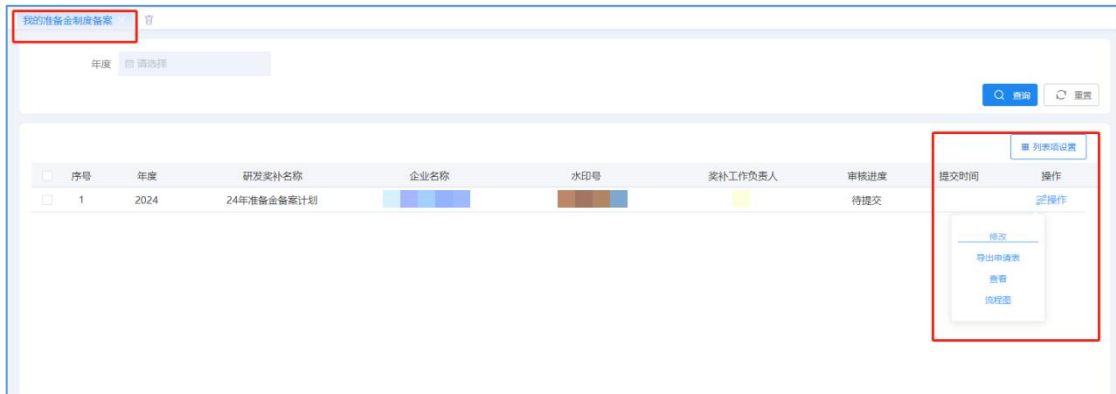 我的准备金制度备案
年度 请选择
查询 重置
列表项设置
序号 年度 研发奖补名称 企业名称 水印号 奖补工作负责人 审核进度 提交时间 操作
1 2024 24年准备金备案计划 待提交 操作
修改
导出申请表
查看
流程图